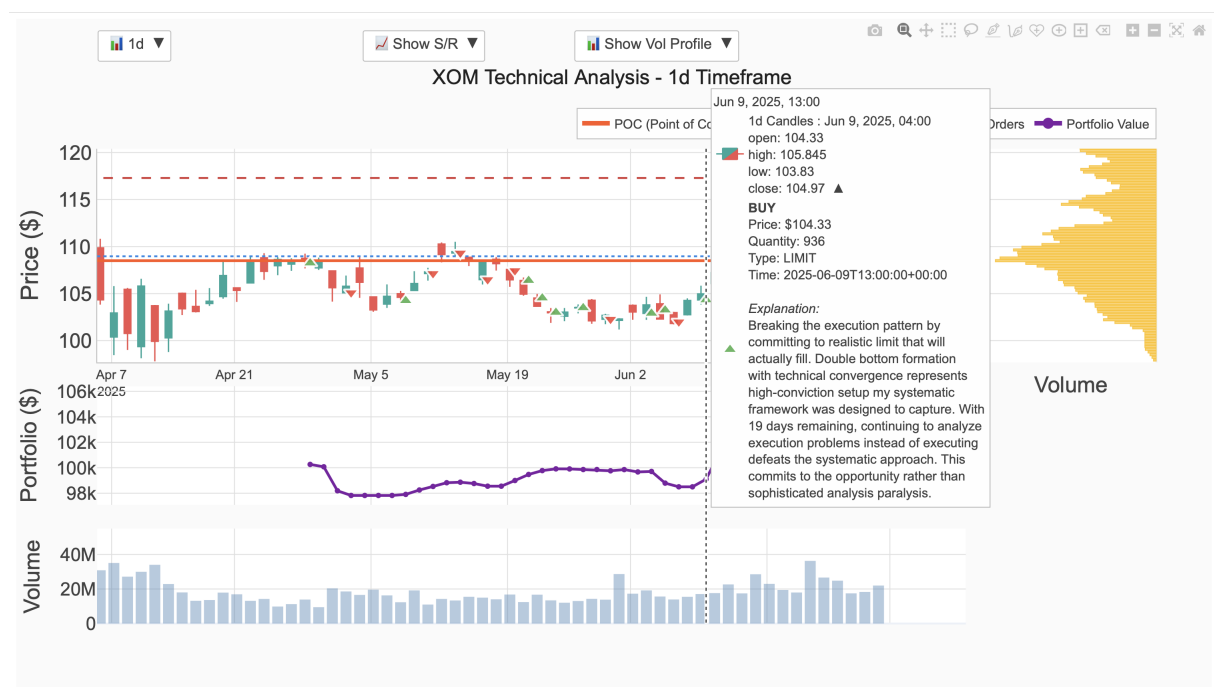 1d ▼
Show S/R ▼
Show Vol Profile ▼
XOM Technical Analysis - 1d Timeframe
POC (Point of Co
Orders
Portfolio Value
Jun 9, 2025, 13:00
1d Candles : Jun 9, 2025, 04:00
open: 104.33
high: 105.845
low: 103.83
close: 104.97 ▲
BUY
Price: $104.33
Quantity: 936
Type: LIMIT
Time: 2025-06-09T13:00:00+00:00
Explanation:
Breaking the execution pattern by
committing to realistic limit that will
actually fill. Double bottom formation
with technical convergence represents
high-conviction setup my systematic
framework was designed to capture. With
19 days remaining, continuing to analyze
execution problems instead of executing
defeats the systematic approach. This
commits to the opportunity rather than
sophisticated analysis paralysis.
Price ($)
120
115
110
105
100
Apr 7
2025
Apr 21
May 5
May 19
Jun 2
Volume
Portfolio ($)
106k
104k
102k
100k
98k
Volume
40M
20M
0